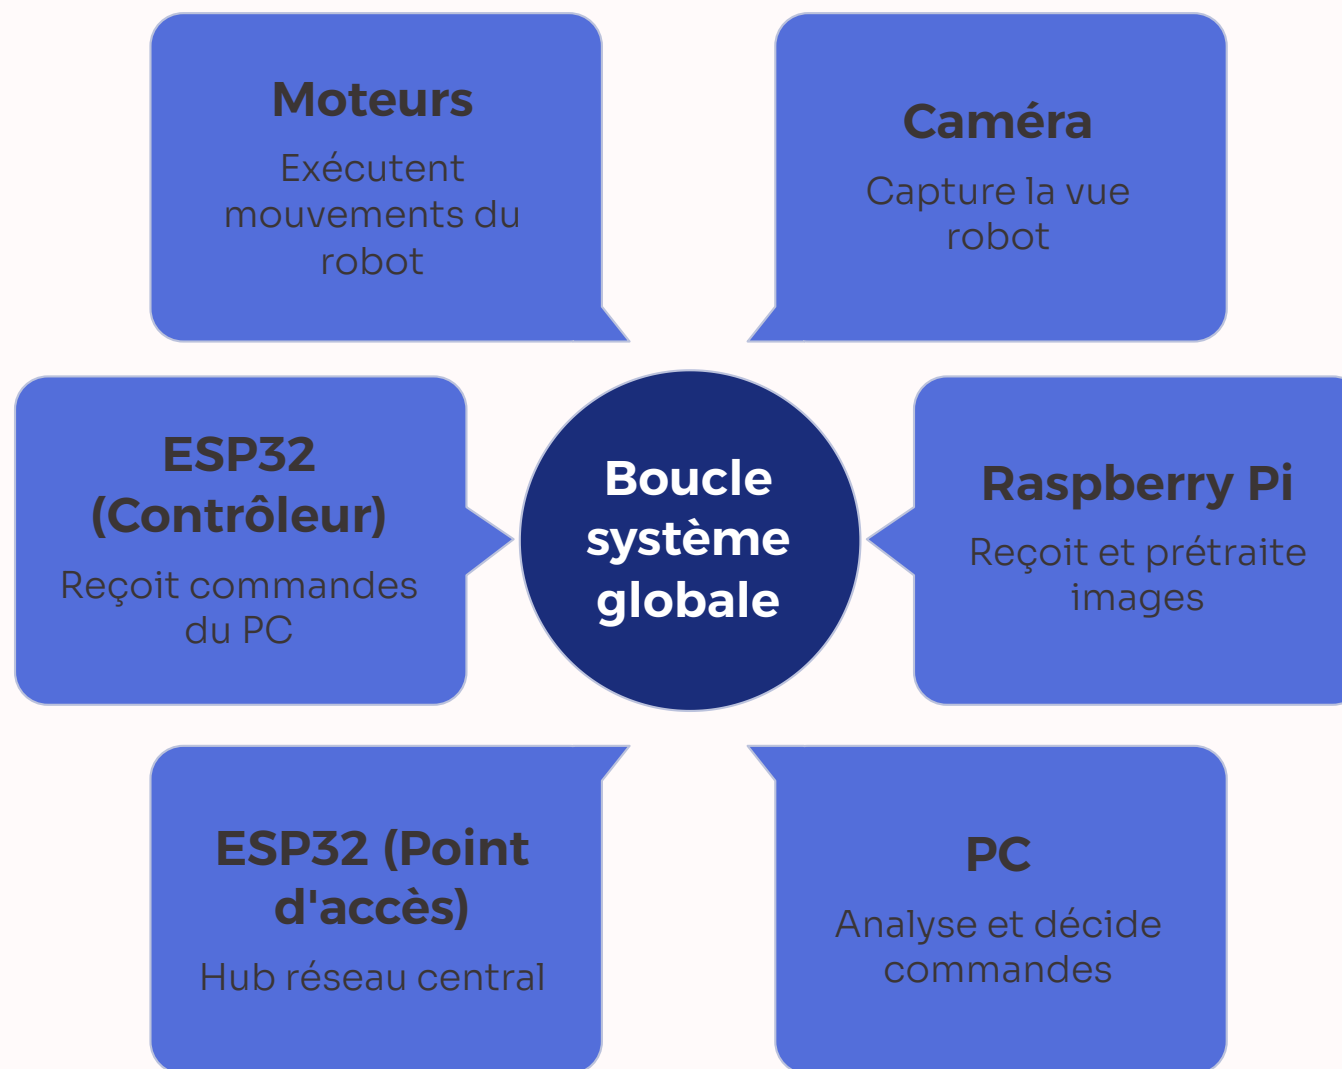 Moteurs
Exécutent
mouvements du
robot
Caméra
Capture la vue
robot
ESP32
(Contrôleur)
Reçoit commandes
du PC
Boucle
système
globale
Raspberry Pi
Reçoit et prétraite
images
ESP32 (Point
d'accès)
Hub réseau central
PC
Analyse et décide
commandes